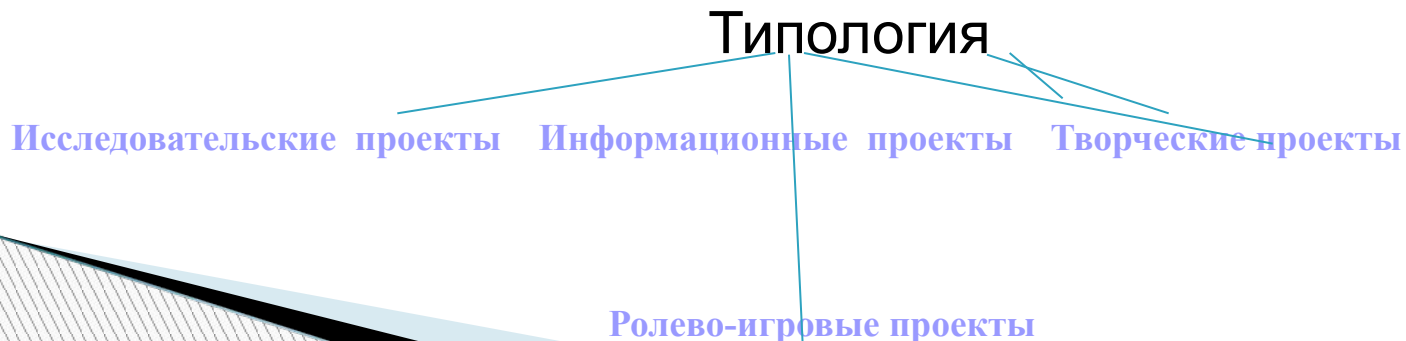 Типология
Исследовательские проекты Информационные проекты Творческие проекты
Ролево-игровые проекты